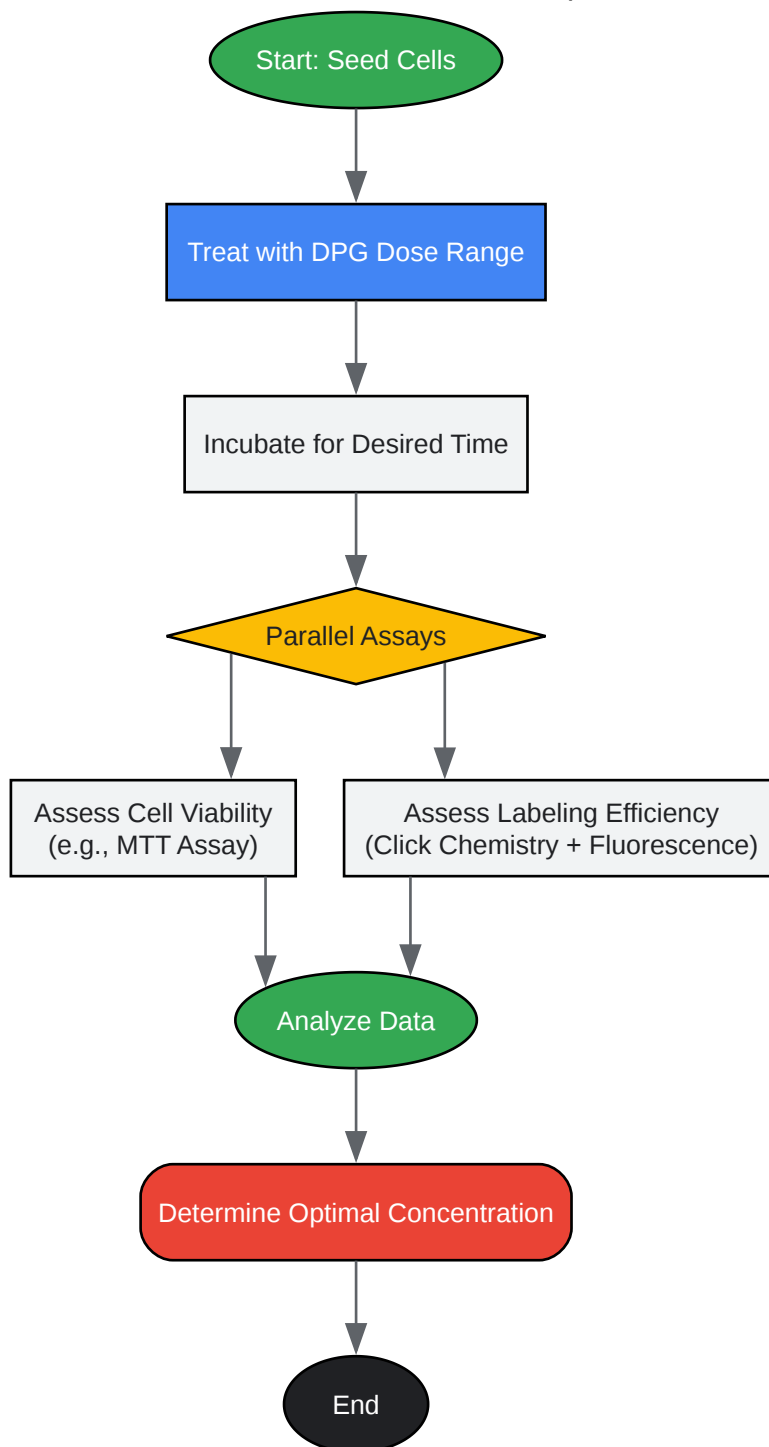 Start: Seed Cells
Treat with DPG Dose Range
Incubate for Desired Time
Parallel Assays
Assess Cell Viability
(e.g., MTT Assay)
Assess Labeling Efficiency
(Click Chemistry + Fluorescence)
Analyze Data
Determine Optimal Concentration
End